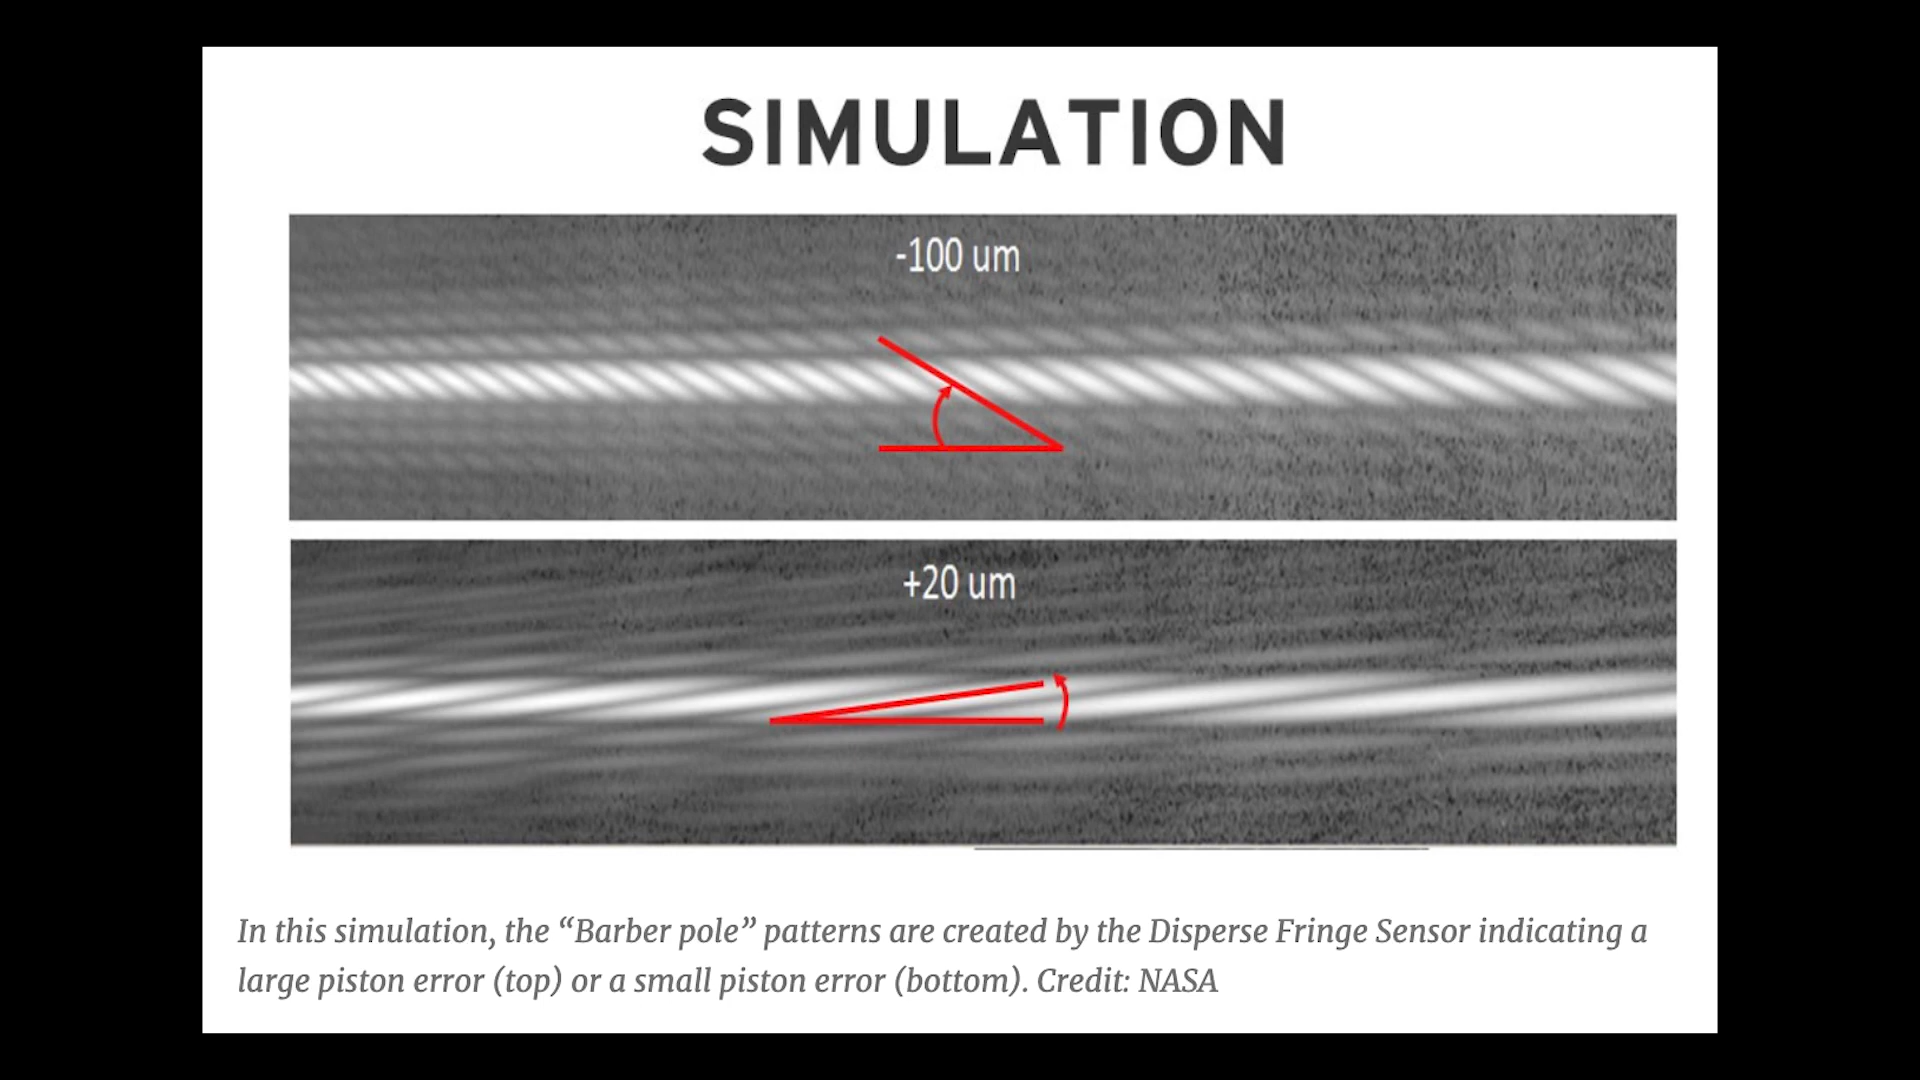 SIMULATION
-100 um
+20 um
In this simulation, the “Barber pole” patterns are created by the Disperse Fringe Sensor indicating a
large piston error (top) or a small piston error (bottom). Credit: NASA